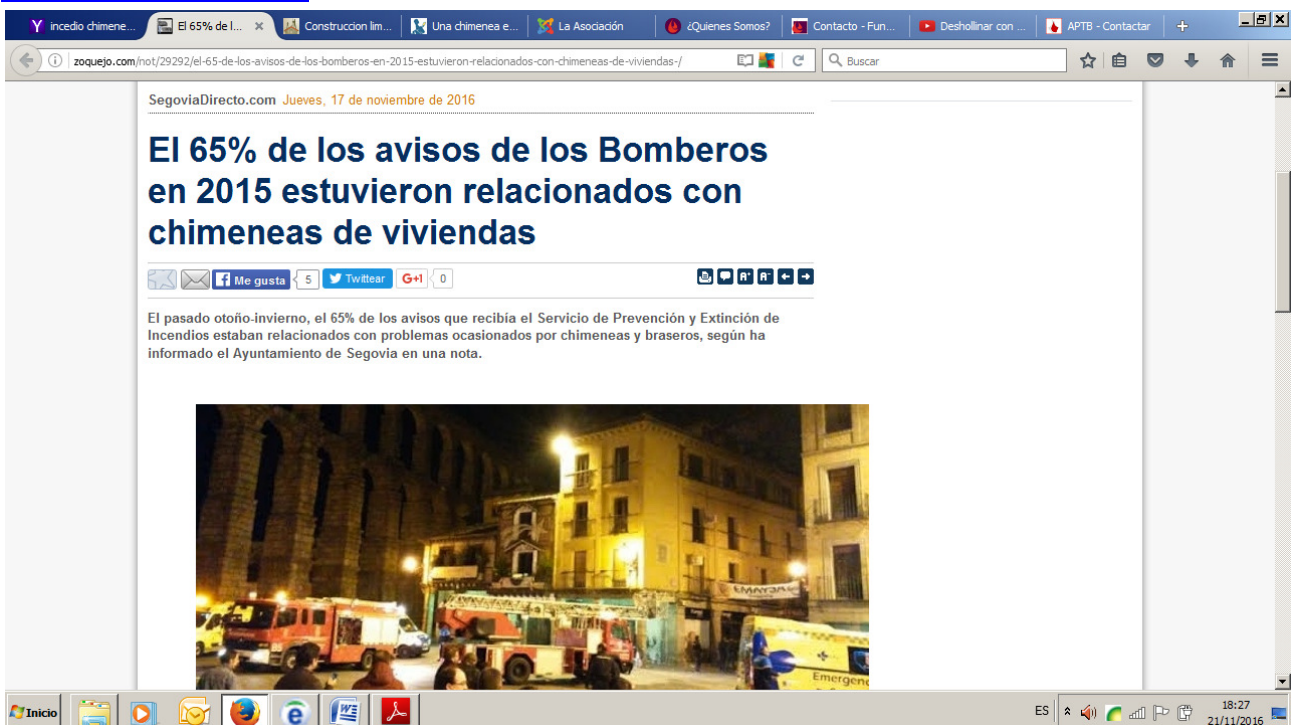 incedio chimene...
El 65% de l...
Construccion lim...
Una chimenea e...
La Asociación
¿Quienes Somos?
Contacto - Fun...
Deshollinar con ...
APTB - Contactar
zoquejo.com/not/29292/el-65-de-los-avisos-de-los-bomberos-en-2015-estuvieron-relacionados-con-chimeneas-de-viviendas-/
Buscar
SegoviaDirecto.com Jueves, 17 de noviembre de 2016
El 65% de los avisos de los Bomberos
en 2015 estuvieron relacionados con
chimeneas de viviendas
Me gusta 5 Twittear G+1 0
A+ A-
El pasado otoño-invierno, el 65% de los avisos que recibía el Servicio de Prevención y Extinción de
Incendios estaban relacionados con problemas ocasionados por chimeneas y braseros, según ha
informado el Ayuntamiento de Segovia en una nota.
Emergenc
Inicio
ES
18:27
21/11/2016